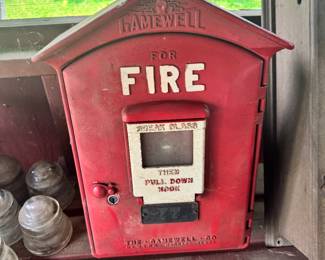 GAMEWELL
FOR
FIRE
BREAK GLASS
THEN
PULL DOWN
HOOK
THE GAMEWELL CO